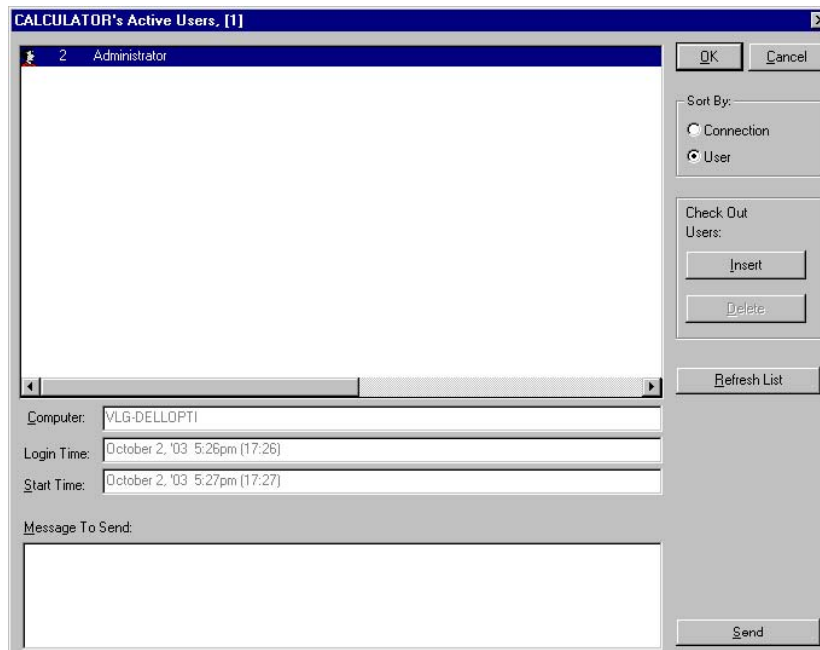 CALCULATOR's Active Users, [1]
2 Administrator
OK Cancel
Sort By:
Connection
User
Check Out
Users:
Insert
Delete
Refresh List
Computer: VLG-DELLOPTI
Login Time: October 2, '03 5:26pm (17:26)
Start Time: October 2, '03 5:27pm (17:27)
Message To Send:
Send